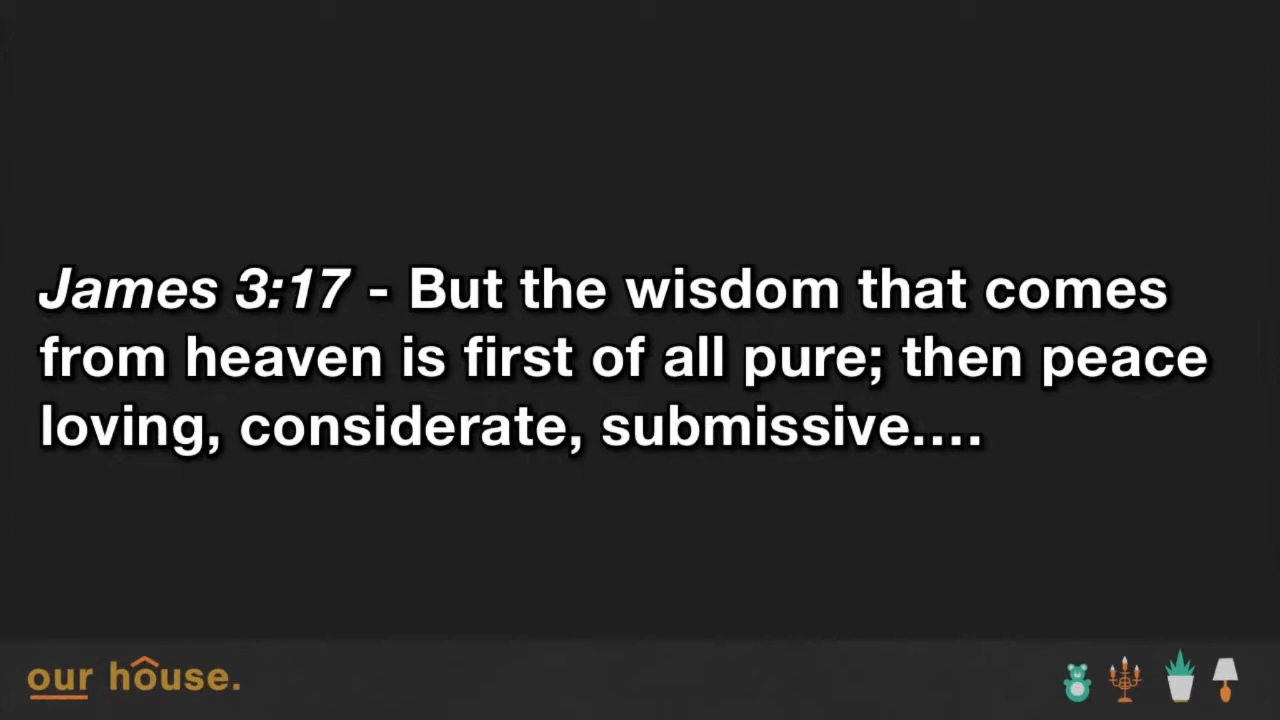 James 3:17 - But the wisdom that comes
from heaven is first of all pure; then peace
loving, considerate, submissive....
our house.